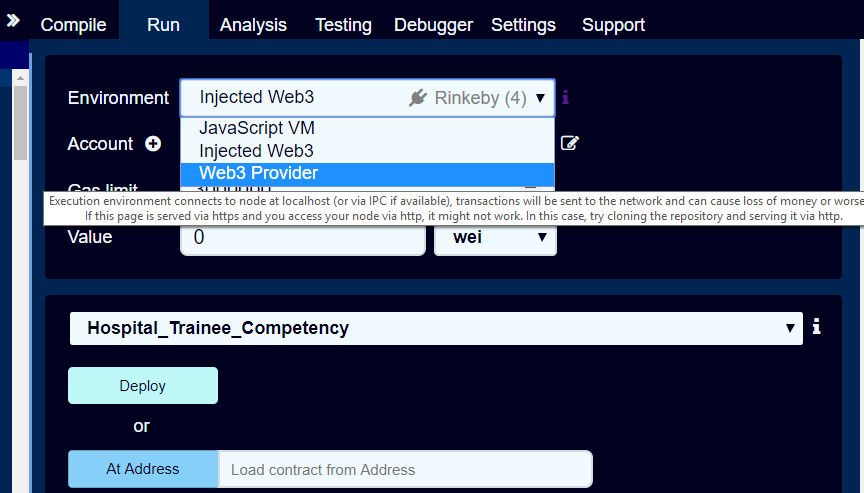 Compile Run Analysis Testing Debugger Settings Support
Environment Injected Web3 Rinkeby (4)
JavaScript VM
Account Injected Web3
Web3 Provider
Gas limit
Execution environment connects to node at localhost (or via IPC if available), transactions will be sent to the network and can cause loss of money or worse
If this page is served via https and you access your node via http, it might not work. In this case, try cloning the repository and serving it via http.
Value 0 wei
Hospital_Trainee_Competency
Deploy
or
At Address Load contract from Address